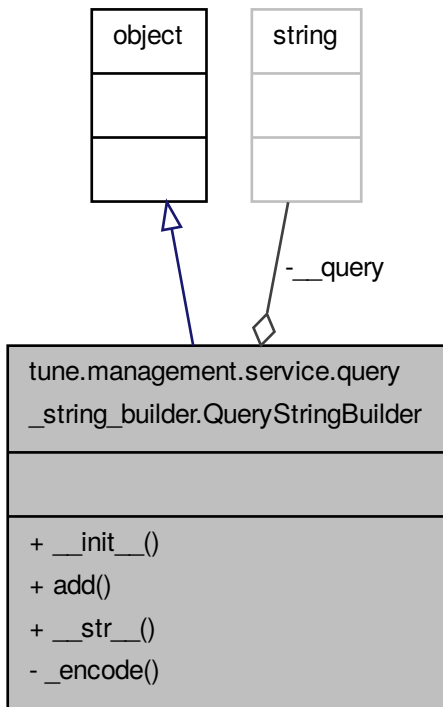 object
string
-__query
tune.management.service.query
_string_builder.QueryStringBuilder
+ __init__()
+ add()
+ __str__()
- _encode()